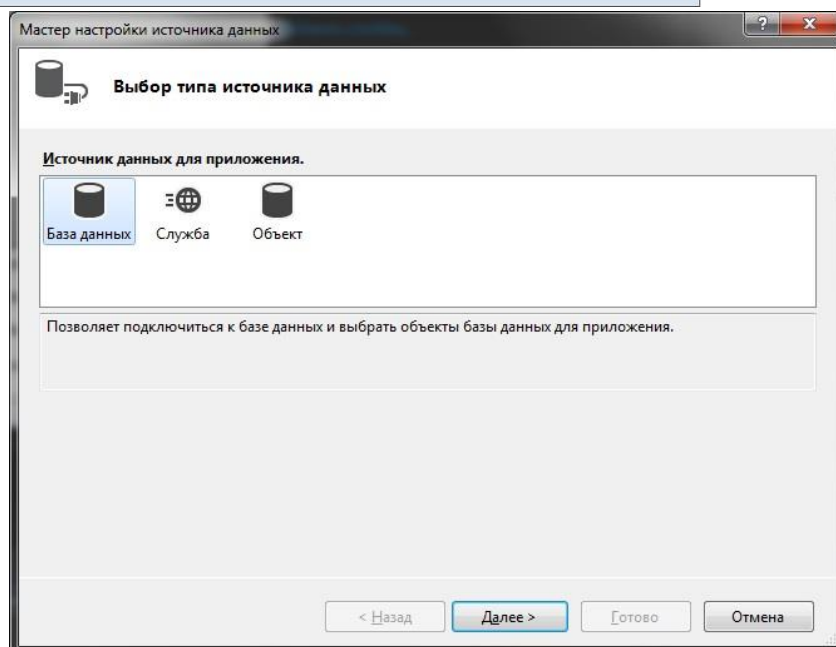 Мастер настройки источника данных
Выбор типа источника данных
Источник данных для приложения.
База данных Служба Объект
Позволяет подключиться к базе данных и выбрать объекты базы данных для приложения.
< Назад Далее > Готово Отмена